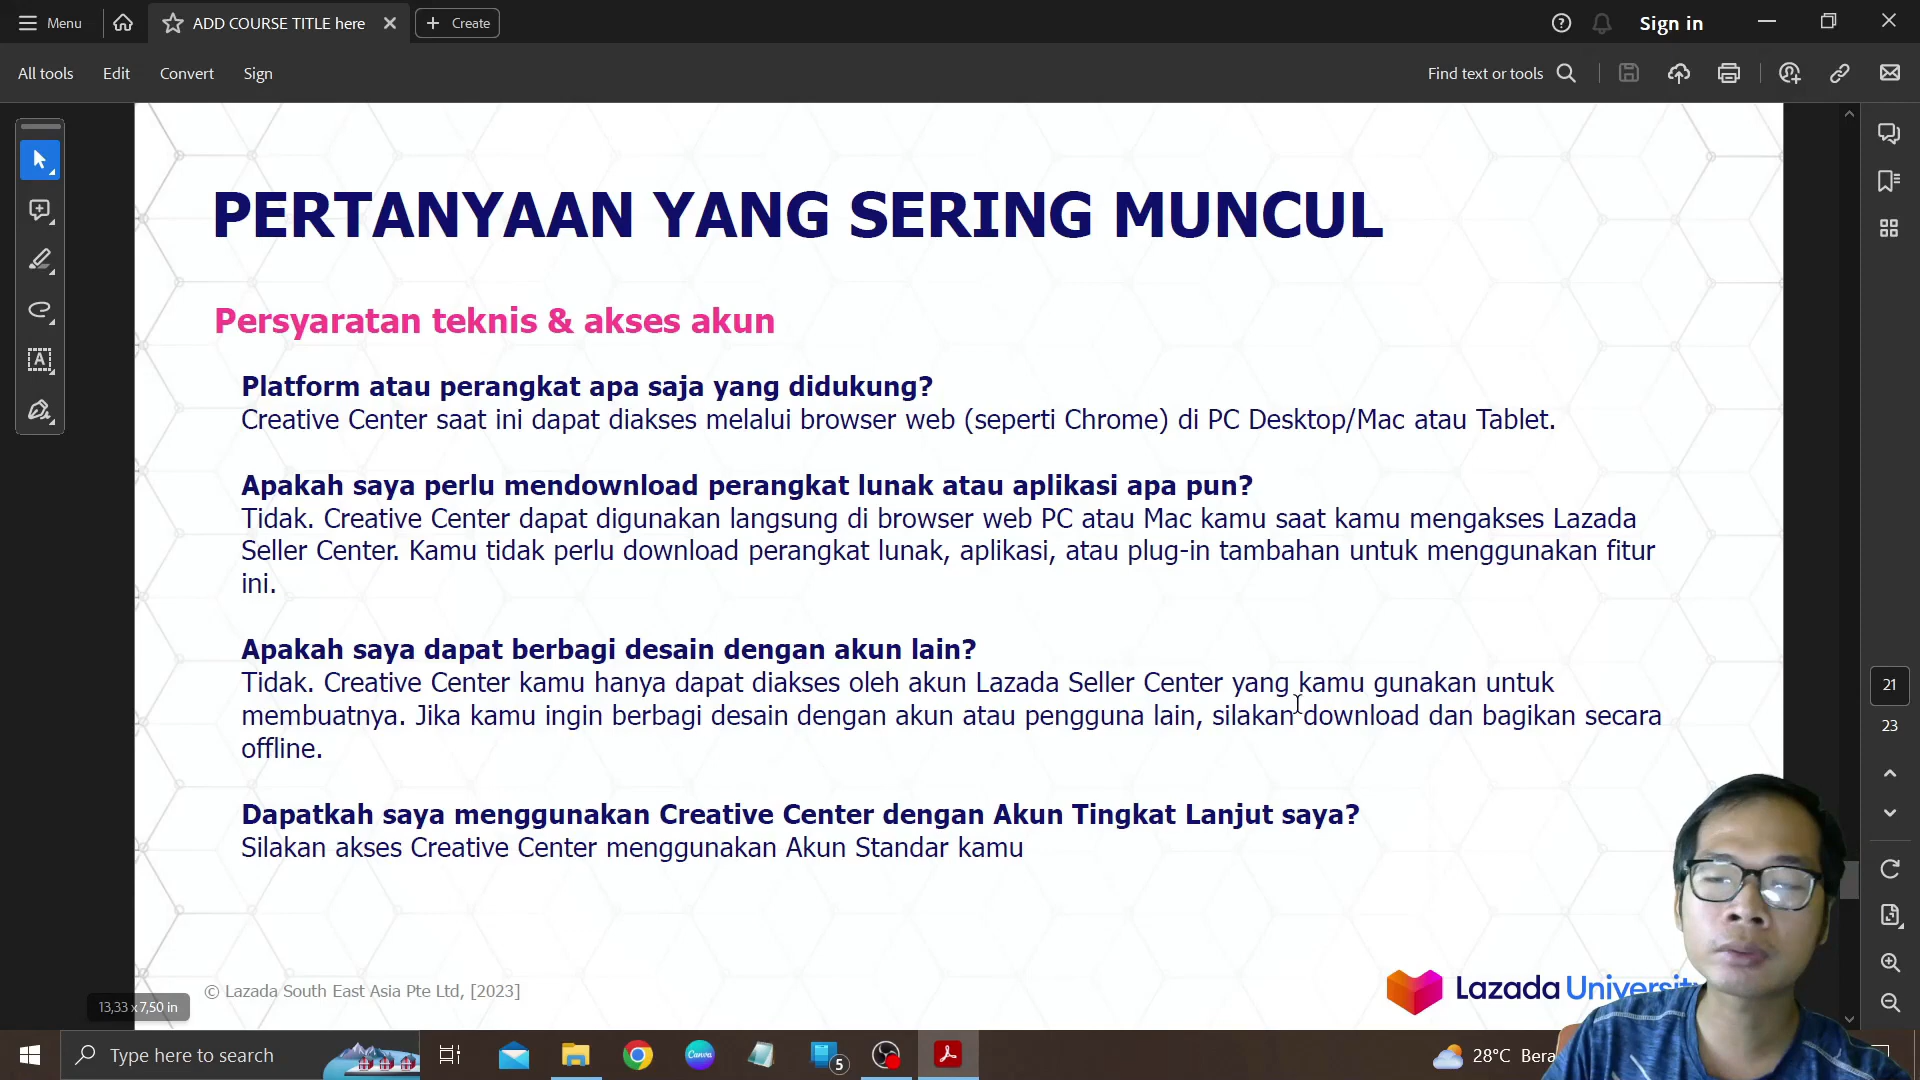 Menu
ADD COURSE TITLE here
Create
Sign in
All tools
Edit
Convert
Sign
Find text or tools
PERTANYAAN YANG SERING MUNCUL
Persyaratan teknis & akses akun
Platform atau perangkat apa saja yang didukung?
Creative Center saat ini dapat diakses melalui browser web (seperti Chrome) di PC Desktop/Mac atau Tablet.
Apakah saya perlu mendownload perangkat lunak atau aplikasi apa pun?
Tidak. Creative Center dapat digunakan langsung di browser web PC atau Mac kamu saat kamu mengakses Lazada
Seller Center. Kamu tidak perlu download perangkat lunak, aplikasi, atau plug-in tambahan untuk menggunakan fitur
ini.
Apakah saya dapat berbagi desain dengan akun lain?
Tidak. Creative Center kamu hanya dapat diakses oleh akun Lazada Seller Center yang kamu gunakan untuk
membuatnya. Jika kamu ingin berbagi desain dengan akun atau pengguna lain, silakan download dan bagikan secara
offline.
Dapatkah saya menggunakan Creative Center dengan Akun Tingkat Lanjut saya?
Silakan akses Creative Center menggunakan Akun Standar kamu
21
23
© Lazada South East Asia Pte Ltd, [2023]
Lazada University
13,33 x 7,50 in
Type here to search
Canva
5
28°C Bera